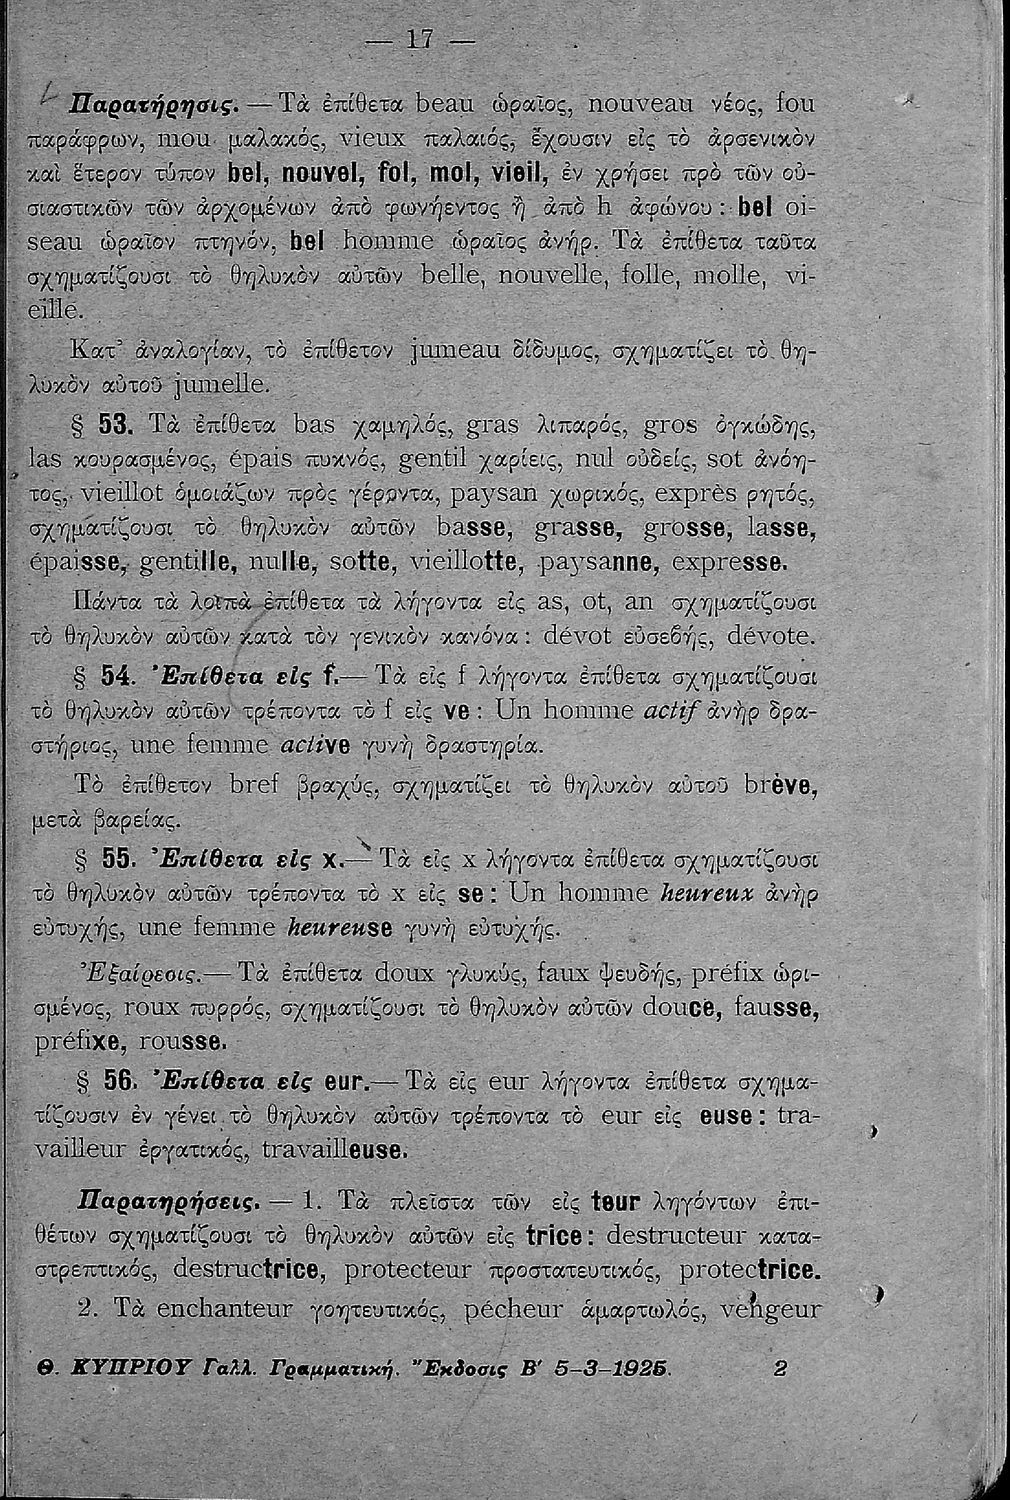 — 17 —
Παρατήρησις. — Τὰ ἐπίθετα beau ὡραῖος, nouveau νέος, fou
παράφρων, mou μαλακός, vieux παλαιός, ἔχουσιν εἰς τὸ ἀρσενικὸν
καὶ ἕτερον τύπον bel, nouvel, fol, mol, vieil, ἐν χρήσει πρὸ τῶν οὐ-
σιαστικῶν τῶν ἀρχομένων ἀπὸ φωνήεντος ἢ ἀπὸ h ἀφώνου : bel oi-
seau ὡραῖον πτηνόν, bel homme ὡραῖος ἀνήρ. Τὰ ἐπίθετα ταῦτα
σχηματίζουσι τὸ θηλυκὸν αὐτῶν belle, nouvelle, folle, molle, vi-
eille.
Κατ' ἀναλογίαν, τὸ ἐπίθετον jumeau δίδυμος, σχηματίζει τὸ θη-
λυκὸν αὐτοῦ jumelle.
§ 53. Τὰ ἐπίθετα bas χαμηλός, gras λιπαρός, gros ὀγκώδης,
las κουρασμένος, épais πυκνός, gentil χαρίεις, nul οὐδείς, sot ἀνόη-
τος, vieillot ὁμοιάζων πρὸς γέροντα, paysan χωρικός, exprès ρητός,
σχηματίζουσι τὸ θηλυκὸν αὐτῶν basse, grasse, grosse, lasse,
épaisse, gentille, nulle, sotte, vieillotte, paysanne, expresse.
Πάντα τὰ λοιπὰ ἐπίθετα τὰ λήγοντα εἰς as, ot, an σχηματίζουσι
τὸ θηλυκὸν αὐτῶν κατὰ τὸν γενικὸν κανόνα : dévot εὐσεβής, dévote.
§ 54. Ἐπίθετα εἰς f. — Τὰ εἰς f λήγοντα ἐπίθετα σχηματίζουσι
τὸ θηλυκὸν αὐτῶν τρέποντα τὸ f εἰς ve : Un homme actif ἀνὴρ δρα-
στήριος, une femme active γυνὴ δραστηρία.
Τὸ ἐπίθετον bref βραχύς, σχηματίζει τὸ θηλυκὸν αὐτοῦ brève,
μετὰ βαρείας.
§ 55. Ἐπίθετα εἰς x. — Τὰ εἰς x λήγοντα ἐπίθετα σχηματίζουσι
τὸ θηλυκὸν αὐτῶν τρέποντα τὸ x εἰς se : Un homme heureux ἀνὴρ
εὐτυχής, une femme heureuse γυνὴ εὐτυχής.
Ἐξαίρεσις. — Τὰ ἐπίθετα doux γλυκύς, faux ψευδής, préfix ὡρι-
σμένος, roux πυρρός, σχηματίζουσι τὸ θηλυκὸν αὐτῶν douce, fausse,
préfixe, rousse.
§ 56. Ἐπίθετα εἰς eur. — Τὰ εἰς eur λήγοντα ἐπίθετα σχημα-
τίζουσιν ἐν γένει τὸ θηλυκὸν αὐτῶν τρέποντα τὸ eur εἰς euse : tra-
vailleur ἐργατικός, travailleuse.
Παρατηρήσεις. — 1. Τὰ πλεῖστα τῶν εἰς teur ληγόντων ἐπι-
θέτων σχηματίζουσι τὸ θηλυκὸν αὐτῶν εἰς trice : destructeur κατα-
στρεπτικός, destructrice, protecteur προστατευτικός, protectrice.
2. Τὰ enchanteur γοητευτικός, pécheur ἁμαρτωλός, vengeur
Θ. ΚΥΠΡΙΟΥ Γαλλ. Γραμματική. Ἔκδοσις Β' 5-3-1925. 2